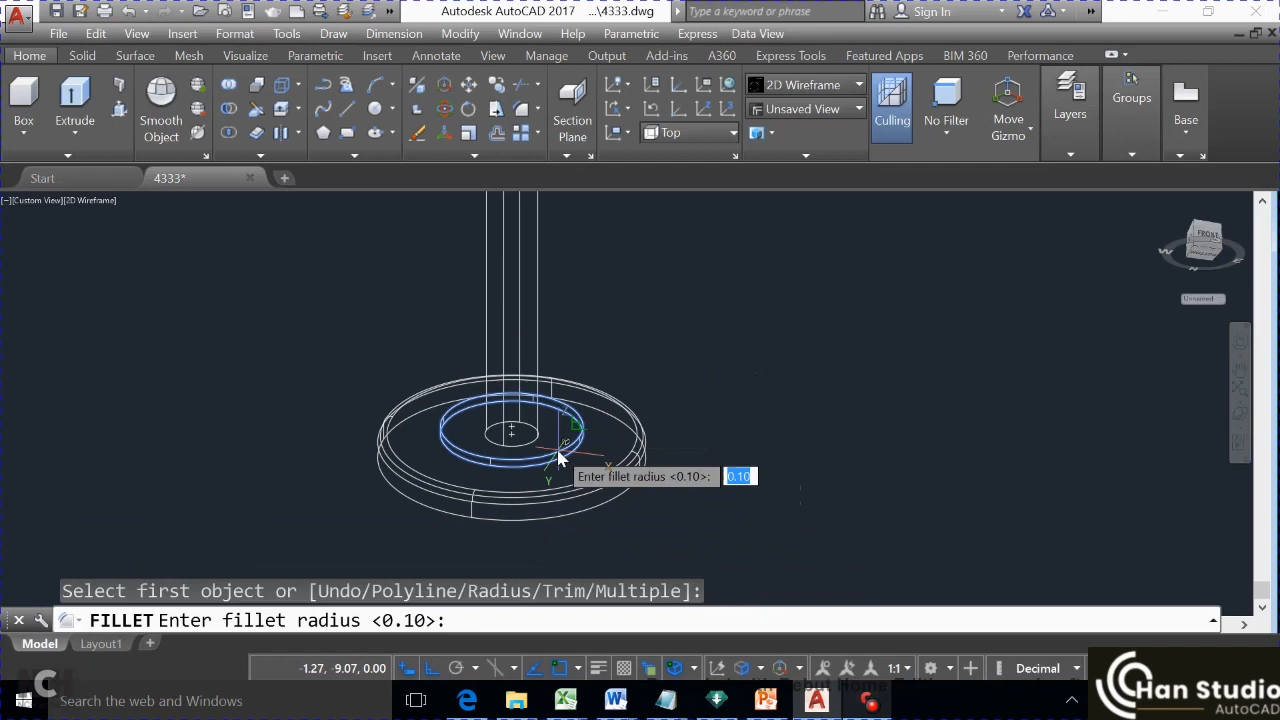 Autodesk AutoCAD 2017 ...\4333.dwg
Type a keyword or phrase
Sign In
File Edit View Insert Format Tools Draw Dimension Modify Window Help Parametric Express Data View
Home Solid Surface Mesh Visualize Parametric Insert Annotate View Manage Output Add-ins A360 Express Tools Featured Apps BIM 360 Performance
2D Wireframe
Unsaved View
Top
Box
Extrude
Smooth
Object
Section
Plane
Culling
No Filter
Move
Gizmo
Layers
Groups
Base
Start
4333*
[−][Custom View][2D Wireframe]
FRONT
W
N
Unnamed
X
Y
Enter fillet radius <0.10>: 0.10
Select first object or [Undo/Polyline/Radius/Trim/Multiple]:
FILLET Enter fillet radius <0.10>:
Model Layout1
-1.27, -9.07, 0.00
1:1
Decimal
Search the web and Windows
Han Studio
AutoCAD